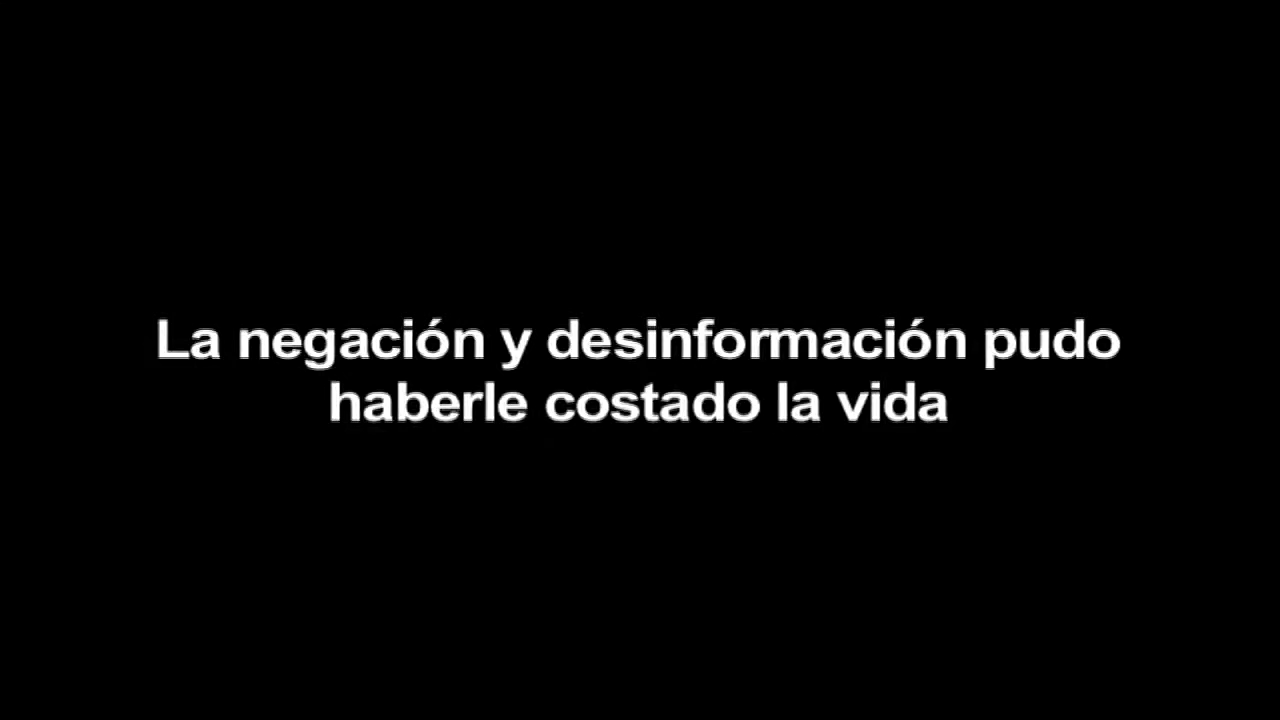 La negación y desinformación pudo
haberle costado la vida